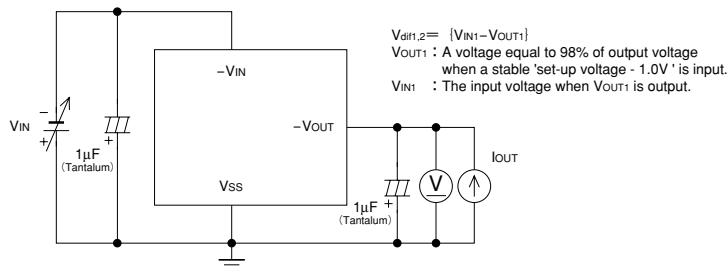 Vdif1,2= {VIN1−VOUT1}
VOUT1 : A voltage equal to 98% of output voltage
when a stable 'set-up voltage - 1.0V ' is input.
VIN1 : The input voltage when VOUT1 is output.
−VIN
−
VIN
+
+
1μF
(Tantalum)
−VOUT
VSS
1μF
(Tantalum)
+
V
IOUT